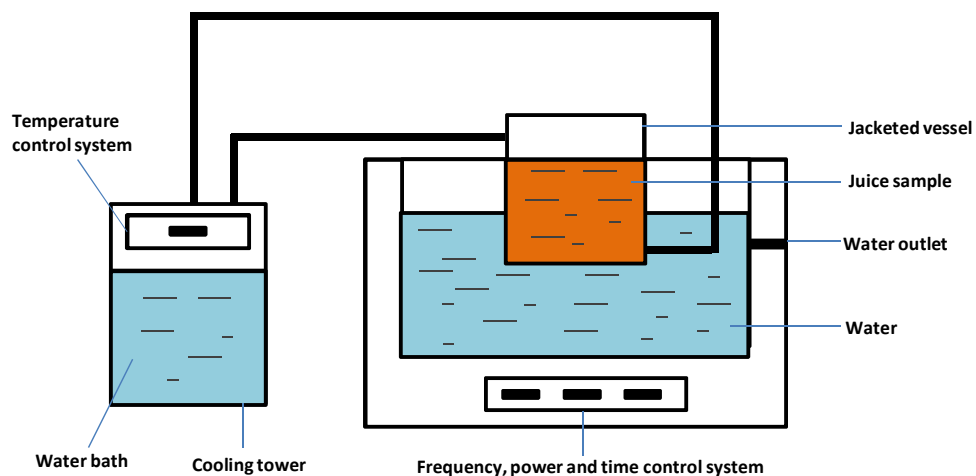 Temperature
control system
Jacketed vessel
Juice sample
Water outlet
Water
Water bath
Cooling tower
Frequency, power and time control system